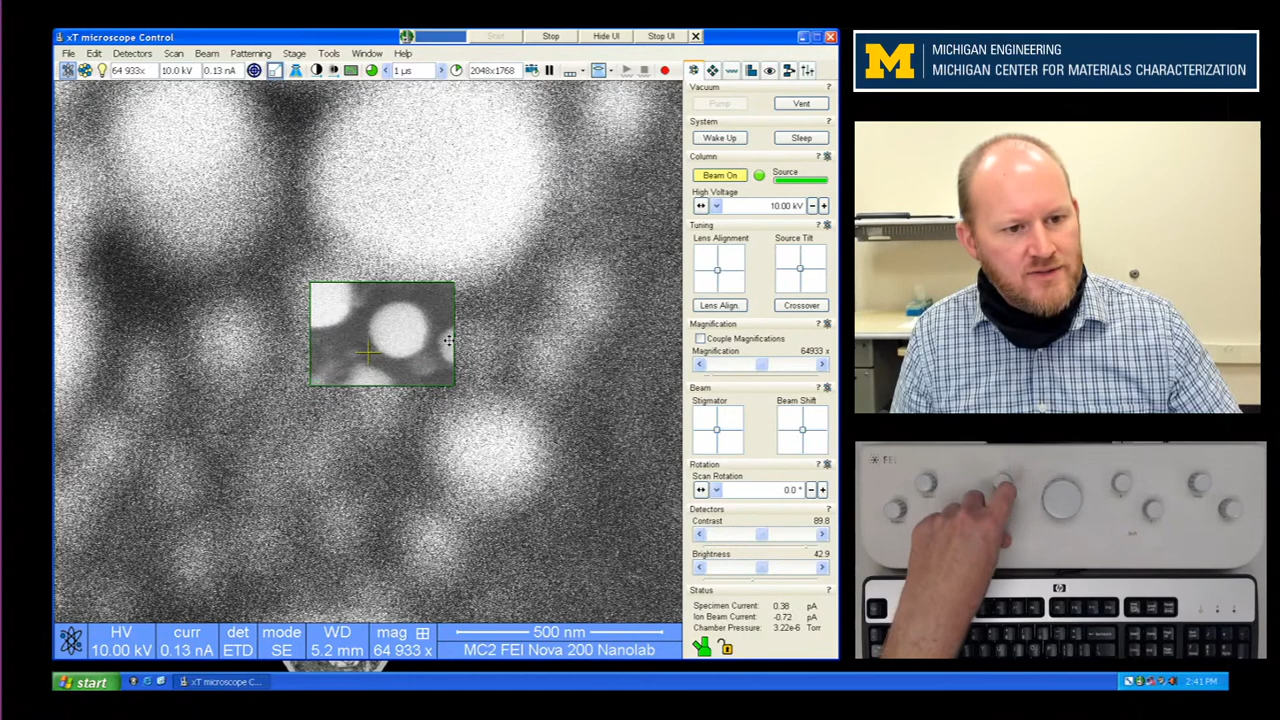 xT microscope Control
Start Stop Hide UI Stop UI
File Edit Detectors Scan Beam Patterning Stage Tools Window Help
64 933x 10.0 kV 0.13 nA 1 µs 2048x1768
Vacuum ?
Pump Vent
System ?
Wake Up Sleep
Column ?
Beam On Source
High Voltage
10.00 kV
Tuning ?
Lens Alignment Source Tilt
Lens Align. Crossover
Magnification ?
Couple Magnifications
Magnification 64933 x
Beam ?
Stigmator Beam Shift
Rotation ?
Scan Rotation
0.0 °
Detectors ?
Contrast 89.8
Brightness 42.9
Status ?
Specimen Current: 0.38 pA
Ion Beam Current: -0.72 pA
Chamber Pressure: 3.22e-6 Torr
HV curr det mode WD mag 500 nm
10.00 kV 0.13 nA ETD SE 5.2 mm 64 933 x MC2 FEI Nova 200 Nanolab
start xT microscope C... 2:41 PM
M MICHIGAN ENGINEERING
MICHIGAN CENTER FOR MATERIALS CHARACTERIZATION
FEI
hp